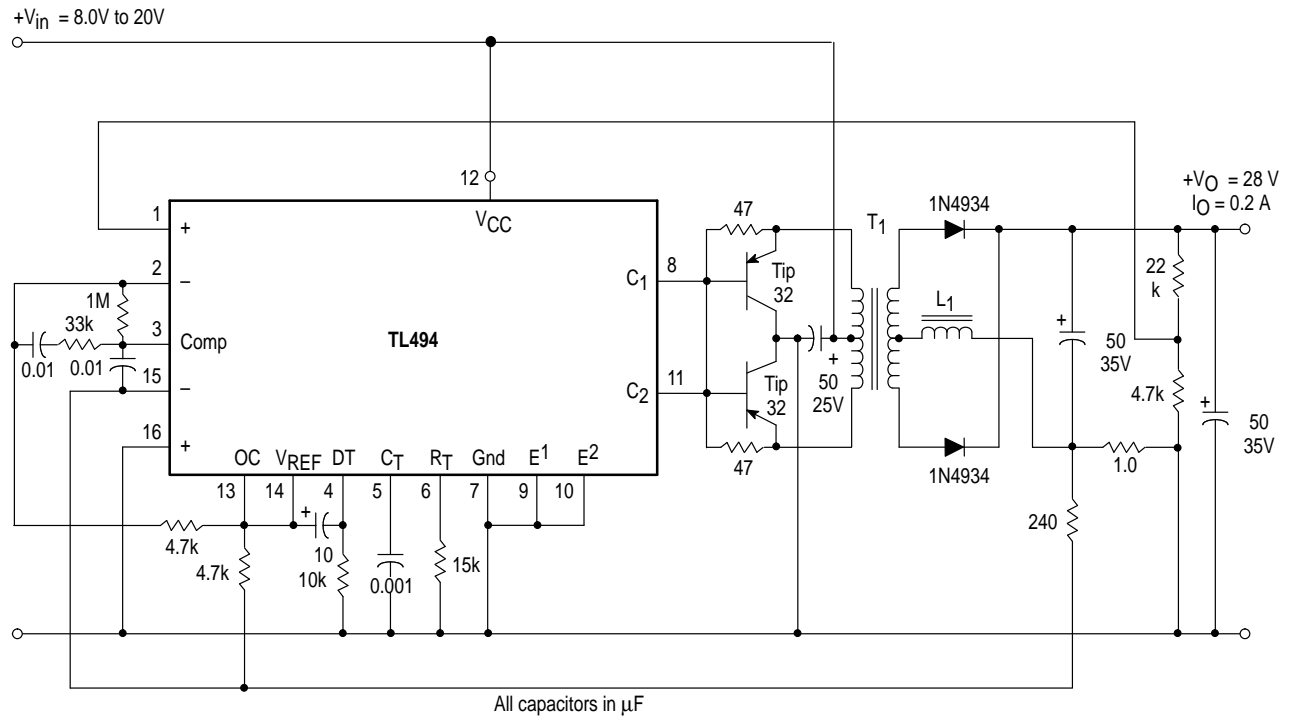 +Vin = 8.0V to 20V
+VO = 28 V
IO = 0.2 A
12
VCC
1
+
2
–
1M
33k
3
Comp
0.01
0.01
15
–
16
+
TL494
C1
8
C2
11
OC
VREF
DT
CT
RT
Gnd
E1
E2
13
14
4
5
6
7
9
10
+
10
4.7k
4.7k
10k
0.001
15k
47
Tip
32
Tip
32
47
+
50
25V
T1
1N4934
L1
1N4934
+
50
35V
22
k
4.7k
1.0
+
50
35V
240
All capacitors in μF